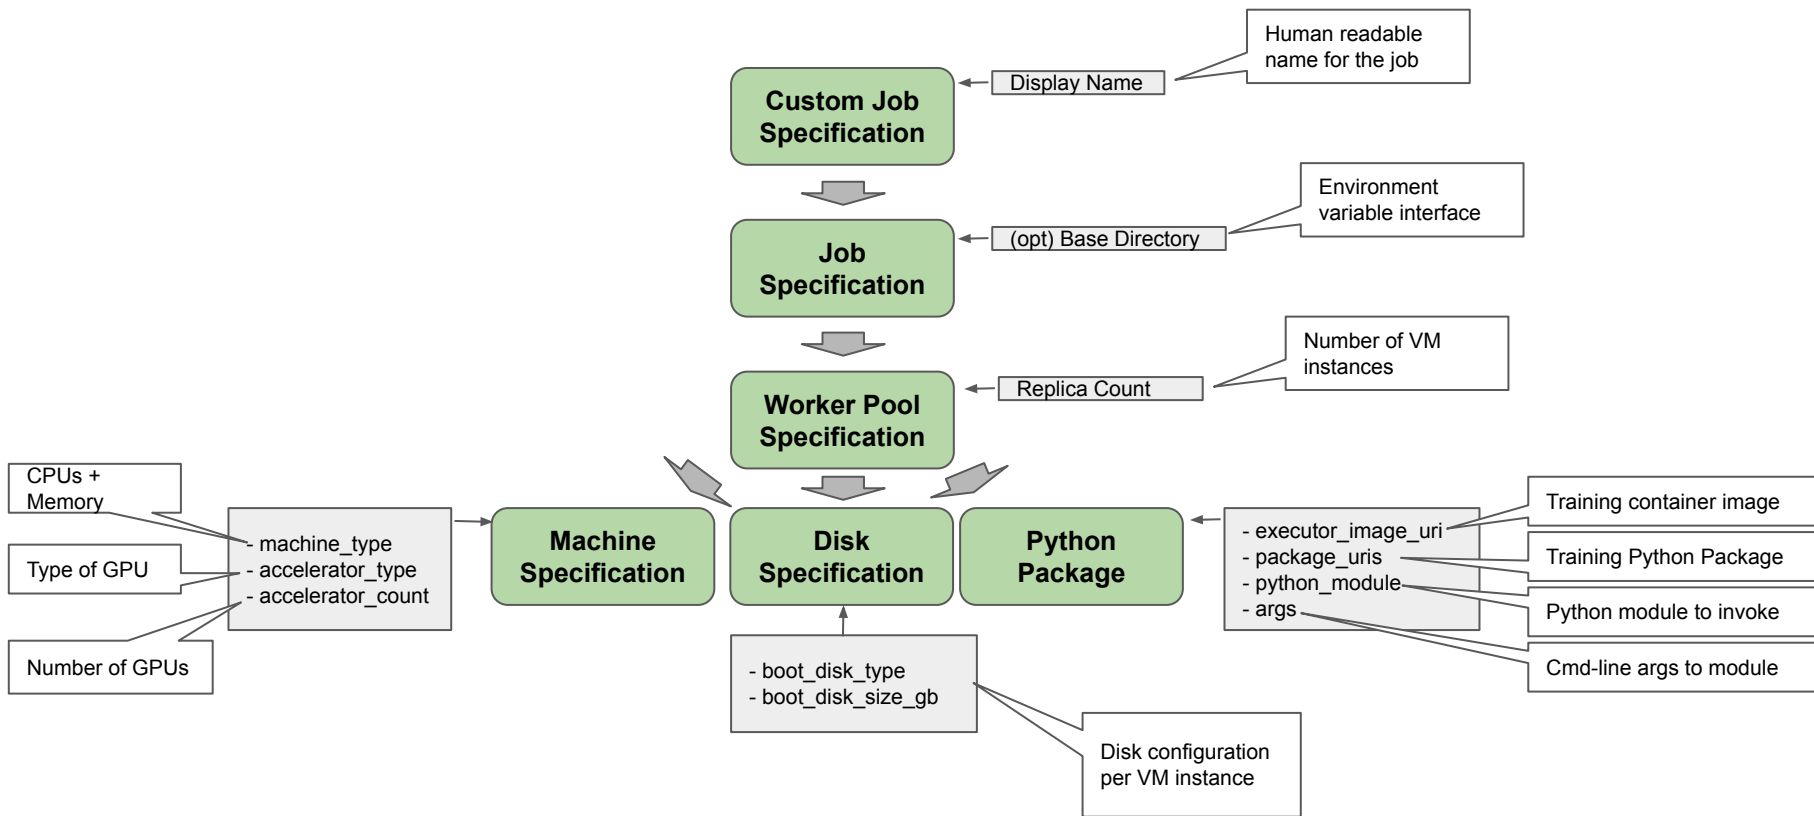 Human readable
name for the job
Display Name
Custom Job
Specification
Environment
variable interface
(opt) Base Directory
Job
Specification
Number of VM
instances
Replica Count
Worker Pool
Specification
CPUs +
Memory
Type of GPU
Number of GPUs
- machine_type
- accelerator_type
- accelerator_count
Machine
Specification
Disk
Specification
Python
Package
- executor_image_uri
- package_uris
- python_module
- args
Training container image
Training Python Package
Python module to invoke
Cmd-line args to module
- boot_disk_type
- boot_disk_size_gb
Disk configuration
per VM instance